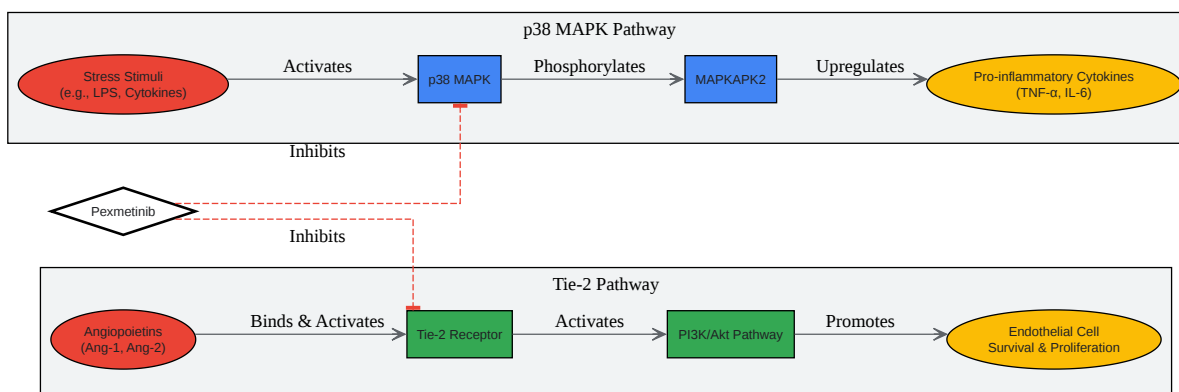 p38 MAPK Pathway
Stress Stimuli
(e.g., LPS, Cytokines)
Activates
p38 MAPK
Phosphorylates
MAPKAPK2
Upregulates
Pro-inflammatory Cytokines
(TNF-α, IL-6)
Inhibits
Pexmetinib
Inhibits
Tie-2 Pathway
Angiopoietins
(Ang-1, Ang-2)
Binds & Activates
Tie-2 Receptor
Activates
PI3K/Akt Pathway
Promotes
Endothelial Cell
Survival & Proliferation